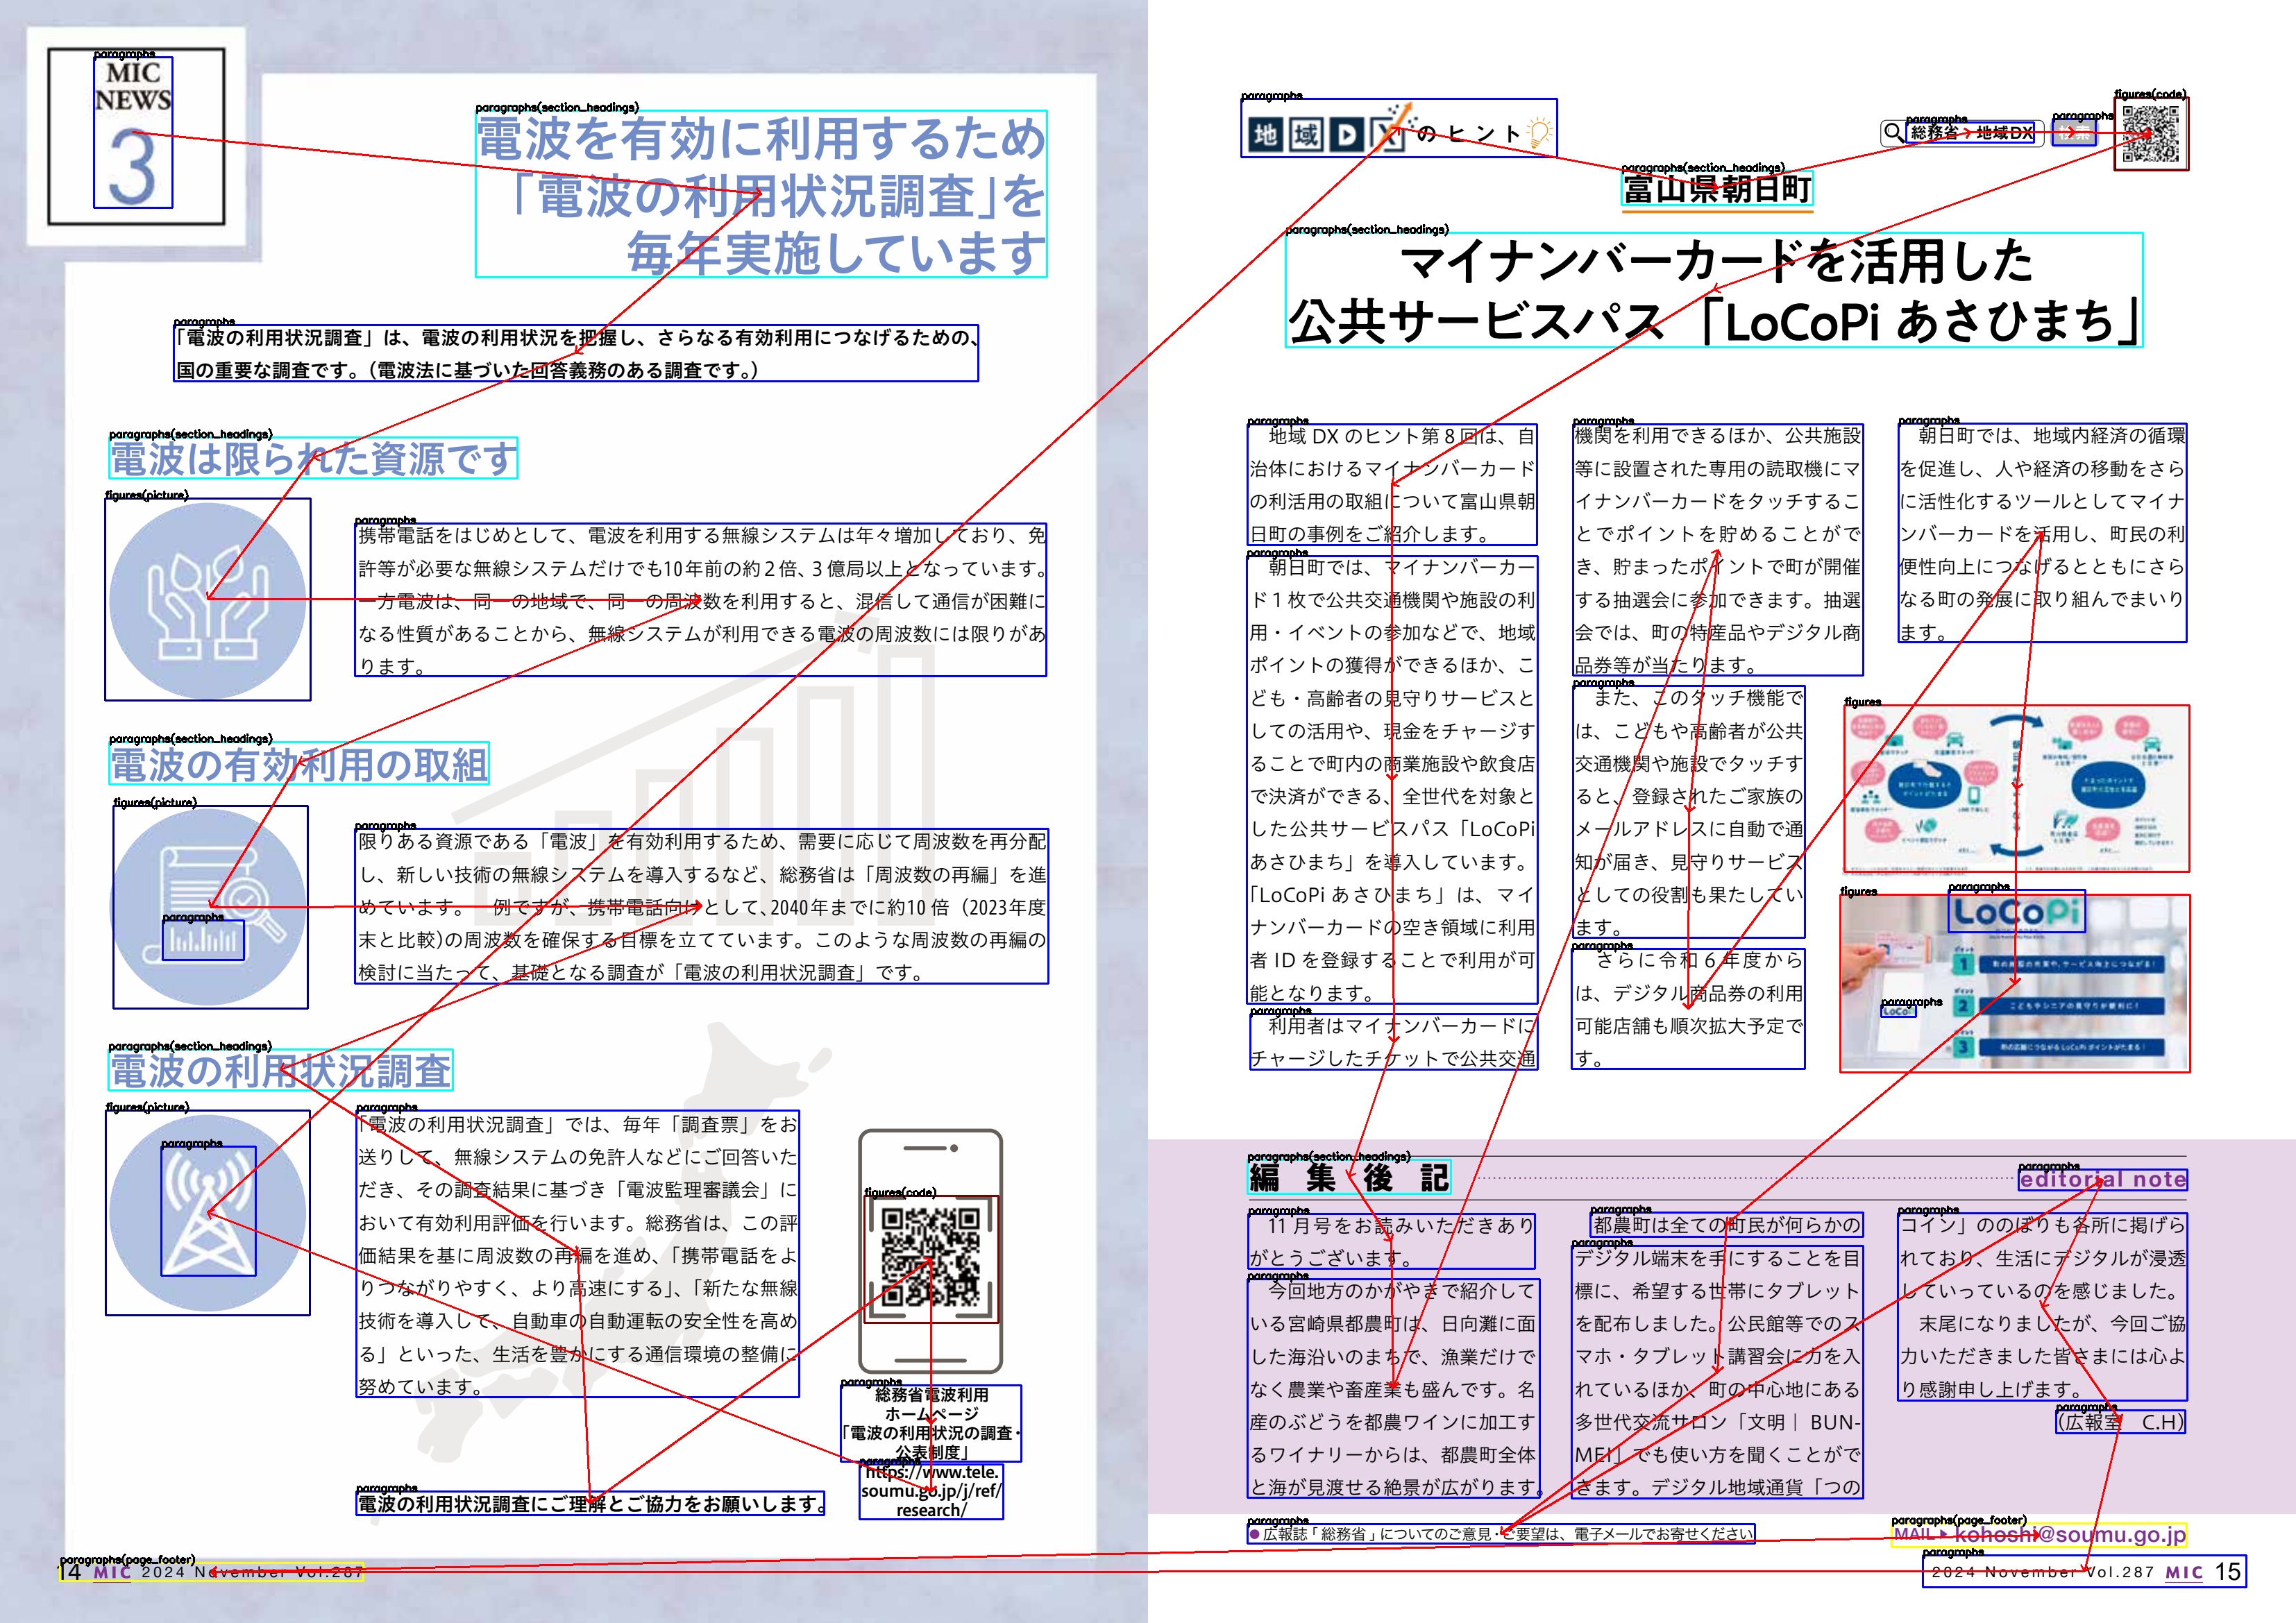 MIC
NEWS
3
電波を有効に利用するため
「電波の利用状況調査」を
毎年実施しています
「電波の利用状況調査」は、電波の利用状況を把握し、さらなる有効利用につなげるための、
国の重要な調査です。（電波法に基づいた回答義務のある調査です。）
電波は限られた資源です
携帯電話をはじめとして、電波を利用する無線システムは年々増加しており、免
許等が必要な無線システムだけでも10年前の約2倍、3億局以上となっています。
一方電波は、同一の地域で、同一の周波数を利用すると、混信して通信が困難に
なる性質があることから、無線システムが利用できる電波の周波数には限りがあ
ります。
電波の有効利用の取組
限りある資源である「電波」を有効利用するため、需要に応じて周波数を再分配
し、新しい技術の無線システムを導入するなど、総務省は「周波数の再編」を進
めています。一例ですが、携帯電話向けとして、2040年までに約10倍（2023年度
末と比較）の周波数を確保する目標を立てています。このような周波数の再編の
検討に当たって、基礎となる調査が「電波の利用状況調査」です。
電波の利用状況調査
「電波の利用状況調査」では、毎年「調査票」をお
送りして、無線システムの免許人などにご回答いた
だき、その調査結果に基づき「電波監理審議会」に
おいて有効利用評価を行います。総務省は、この評
価結果を基に周波数の再編を進め、「携帯電話をよ
りつながりやすく、より高速にする」、「新たな無線
技術を導入して、自動車の自動運転の安全性を高め
る」といった、生活を豊かにする通信環境の整備に
努めています。
電波の利用状況調査にご理解とご協力をお願いします。
総務省電波利用
ホームページ
「電波の利用状況の調査・
公表制度」
https://www.tele.
soumu.go.jp/j/ref/
research/
14 MIC 2024 November Vol.287
地域DXのヒント
総務省 地域DX 検索
富山県朝日町
マイナンバーカードを活用した
公共サービスパス「LoCoPi あさひまち」
地域 DX のヒント第 8 回は、自
治体におけるマイナンバーカード
の利活用の取組について富山県朝
日町の事例をご紹介します。
朝日町では、マイナンバーカー
ド 1 枚で公共交通機関や施設の利
用・イベントの参加などで、地域
ポイントの獲得ができるほか、こ
ども・高齢者の見守りサービスと
しての活用や、現金をチャージす
ることで町内の商業施設や飲食店
で決済ができる、全世代を対象と
した公共サービスパス「LoCoPi
あさひまち」を導入しています。
「LoCoPi あさひまち」は、マイ
ナンバーカードの空き領域に利用
者 ID を登録することで利用が可
能となります。
利用者はマイナンバーカードに
チャージしたチケットで公共交通
機関を利用できるほか、公共施設
等に設置された専用の読取機にマ
イナンバーカードをタッチするこ
とでポイントを貯めることがで
き、貯まったポイントで町が開催
する抽選会に参加できます。抽選
会では、町の特産品やデジタル商
品券等が当たります。
また、このタッチ機能で
は、こどもや高齢者が公共
交通機関や施設でタッチす
ると、登録されたご家族の
メールアドレスに自動で通
知が届き、見守りサービス
としての役割も果たしてい
ます。
さらに令和 6 年度から
は、デジタル商品券の利用
可能店舗も順次拡大予定で
す。
朝日町では、地域内経済の循環
を促進し、人や経済の移動をさら
に活性化するツールとしてマイナ
ンバーカードを活用し、町民の利
便性向上につなげるとともにさら
なる町の発展に取り組んでまいり
ます。
LoCoPi
1
2 こどもやシニアの見守りが便利に！
3
編集後記
editorial note
11 月号をお読みいただきあり
がとうございます。
今回地方のかがやきで紹介して
いる宮崎県都農町は、日向灘に面
した海沿いのまちで、漁業だけで
なく農業や畜産業も盛んです。名
産のぶどうを都農ワインに加工す
るワイナリーからは、都農町全体
と海が見渡せる絶景が広がります。
都農町は全ての町民が何らかの
デジタル端末を手にすることを目
標に、希望する世帯にタブレット
を配布しました。公民館等でのス
マホ・タブレット講習会に力を入
れているほか、町の中心地にある
多世代交流サロン「文明｜BUN-
MEI」でも使い方を聞くことがで
きます。デジタル地域通貨「つの
コイン」ののぼりも各所に掲げら
れており、生活にデジタルが浸透
していっているのを感じました。
末尾になりましたが、今回ご協
力いただきました皆さまには心よ
り感謝申し上げます。
（広報室 C.H）
●広報誌「総務省」についてのご意見・ご要望は、電子メールでお寄せください
MAIL ▶ kohoshi@soumu.go.jp
2024 November Vol.287 MIC 15